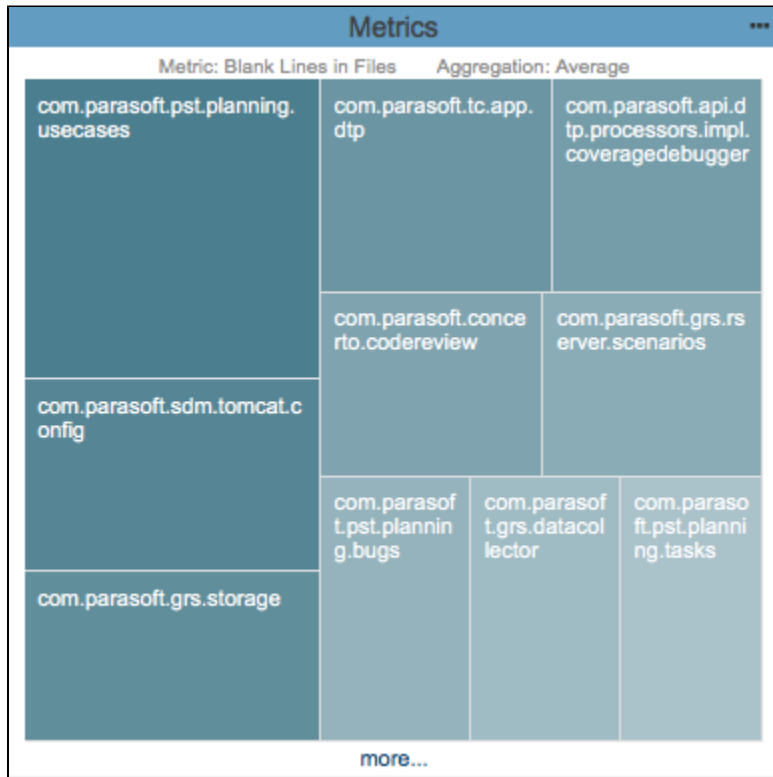 Metrics
Metric: Blank Lines in Files Aggregation: Average
com.parasoft.pst.planning.
usecases
com.parasoft.tc.app.
dtp
com.parasoft.api.d
tp.processors.impl.
coveragedebugger
com.parasoft.conce
rto.codereview
com.parasoft.grs.rs
erver.scenarios
com.parasoft.sdm.tomcat.c
onfig
com.parasof
t.pst.plannin
g.bugs
com.parasof
t.grs.datacol
lector
com.paraso
ft.pst.planni
ng.tasks
com.parasoft.grs.storage
more...